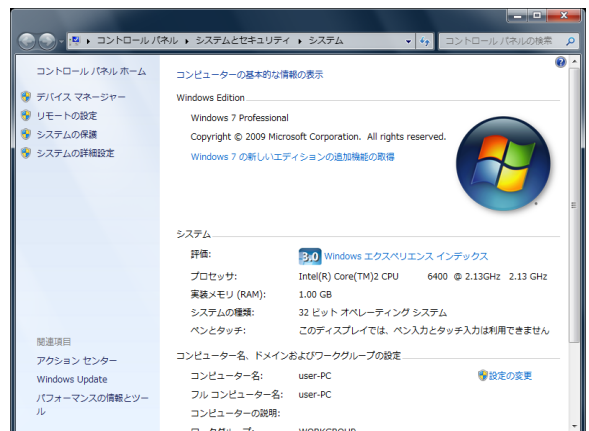 コントロール パネル ▸ システムとセキュリティ ▸ システム
コントロール パネルの検索
コントロール パネル ホーム
デバイス マネージャー
リモートの設定
システムの保護
システムの詳細設定
コンピューターの基本的な情報の表示
Windows Edition
Windows 7 Professional
Copyright © 2009 Microsoft Corporation. All rights reserved.
Windows 7 の新しいエディションの追加機能の取得
システム
評価: 3.0 Windows エクスペリエンス インデックス
プロセッサ: Intel(R) Core(TM)2 CPU 6400 @ 2.13GHz 2.13 GHz
実装メモリ (RAM): 1.00 GB
システムの種類: 32 ビット オペレーティング システム
ペンとタッチ: このディスプレイでは、ペン入力とタッチ入力は利用できません
コンピューター名、ドメインおよびワークグループの設定
コンピューター名: user-PC 設定の変更
フル コンピューター名: user-PC
コンピューターの説明:
ワークグループ: WORKGROUP
関連項目
アクション センター
Windows Update
パフォーマンスの情報とツー
ル